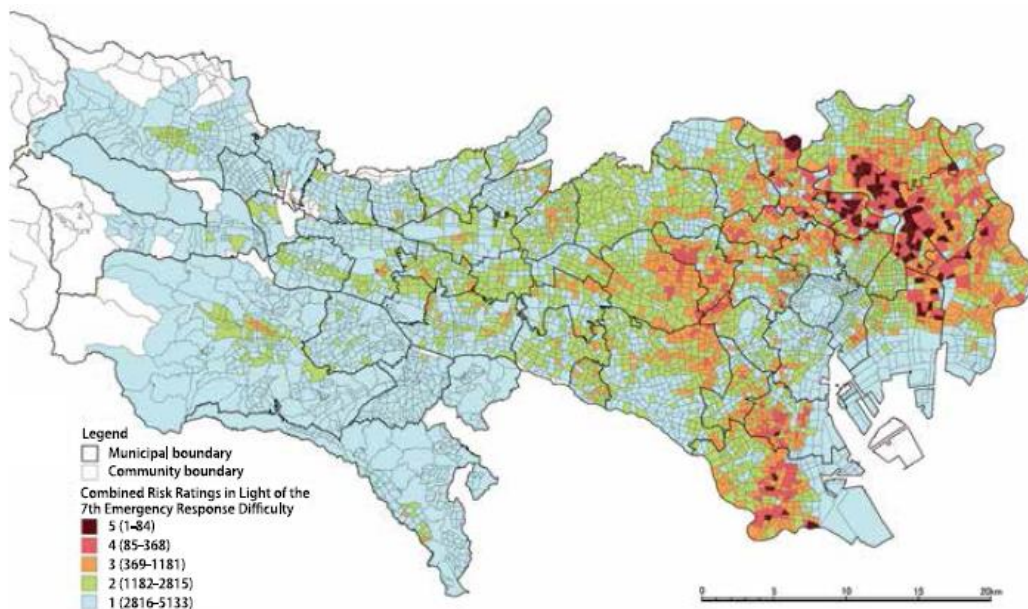 Legend
Municipal boundary
Community boundary
Combined Risk Ratings in Light of the
7th Emergency Response Difficulty
5 (1–84)
4 (85–368)
3 (369–1181)
2 (1182–2815)
1 (2816–5133)
0 5 10 15 20km